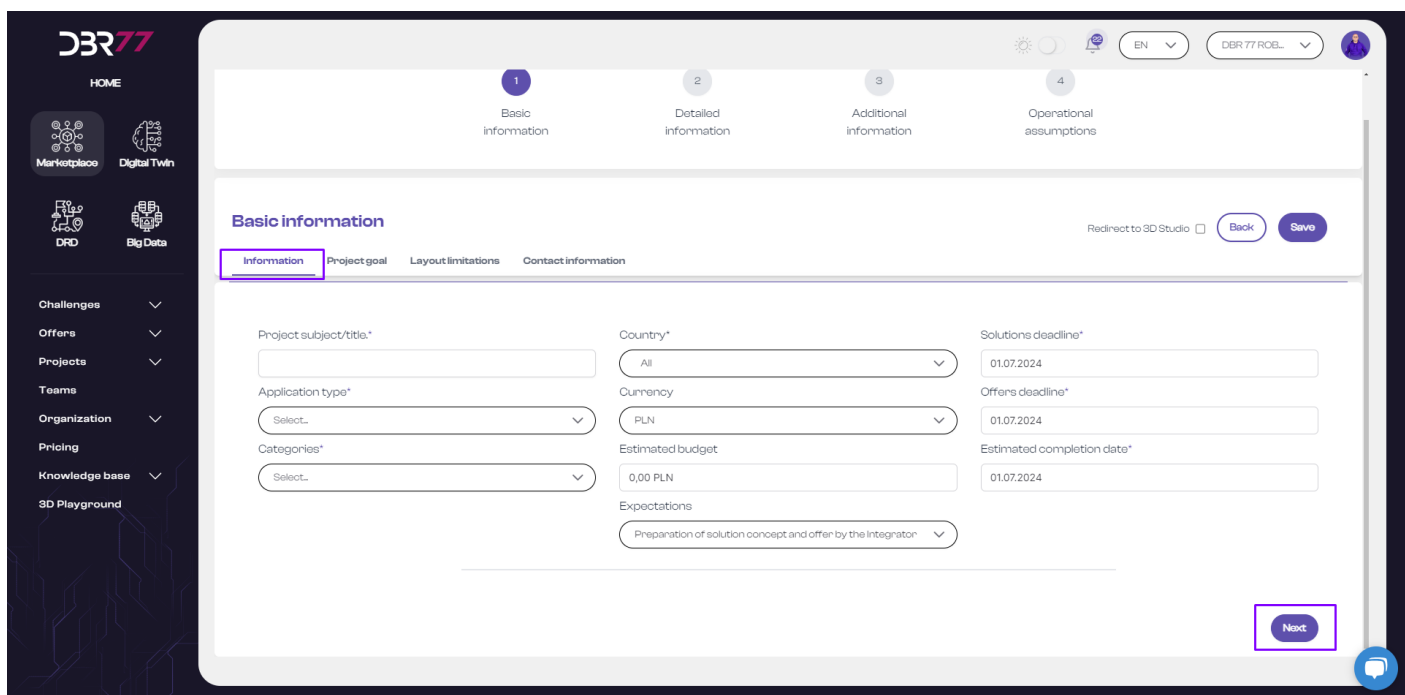 DBR77
HOME
Marketplace
Digital Twin
DRD
Big Data
Challenges
Offers
Projects
Teams
Organization
Pricing
Knowledge base
3D Playground
22
EN
DBR 77 ROB...
1
Basic
information
2
Detailed
information
3
Additional
information
4
Operational
assumptions
Basic information
Redirect to 3D Studio
Back
Save
Information
Project goal
Layout limitations
Contact information
Project subject/title.*
Country*
Solutions deadline*
All
01.07.2024
Application type*
Currency
Offers deadline*
Select...
PLN
01.07.2024
Categories*
Estimated budget
Estimated completion date*
Select...
0,00 PLN
01.07.2024
Expectations
Preparation of solution concept and offer by the Integrator
Next